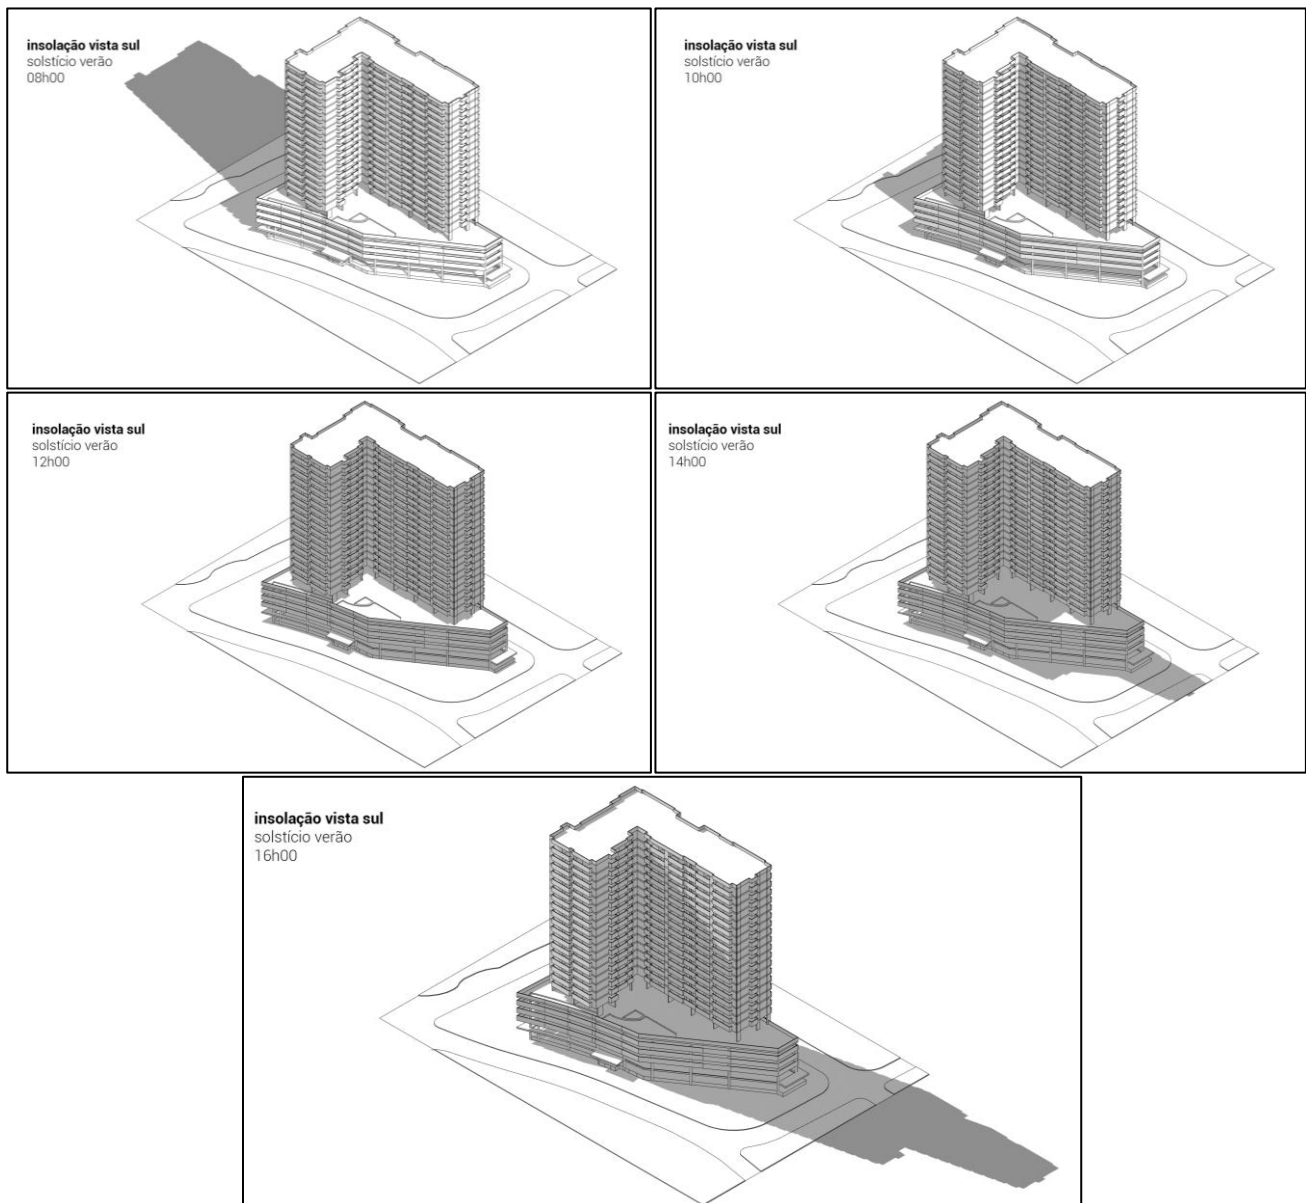 insolação vista sul
solstício verão
08h00
insolação vista sul
solstício verão
10h00
insolação vista sul
solstício verão
12h00
insolação vista sul
solstício verão
14h00
insolação vista sul
solstício verão
16h00